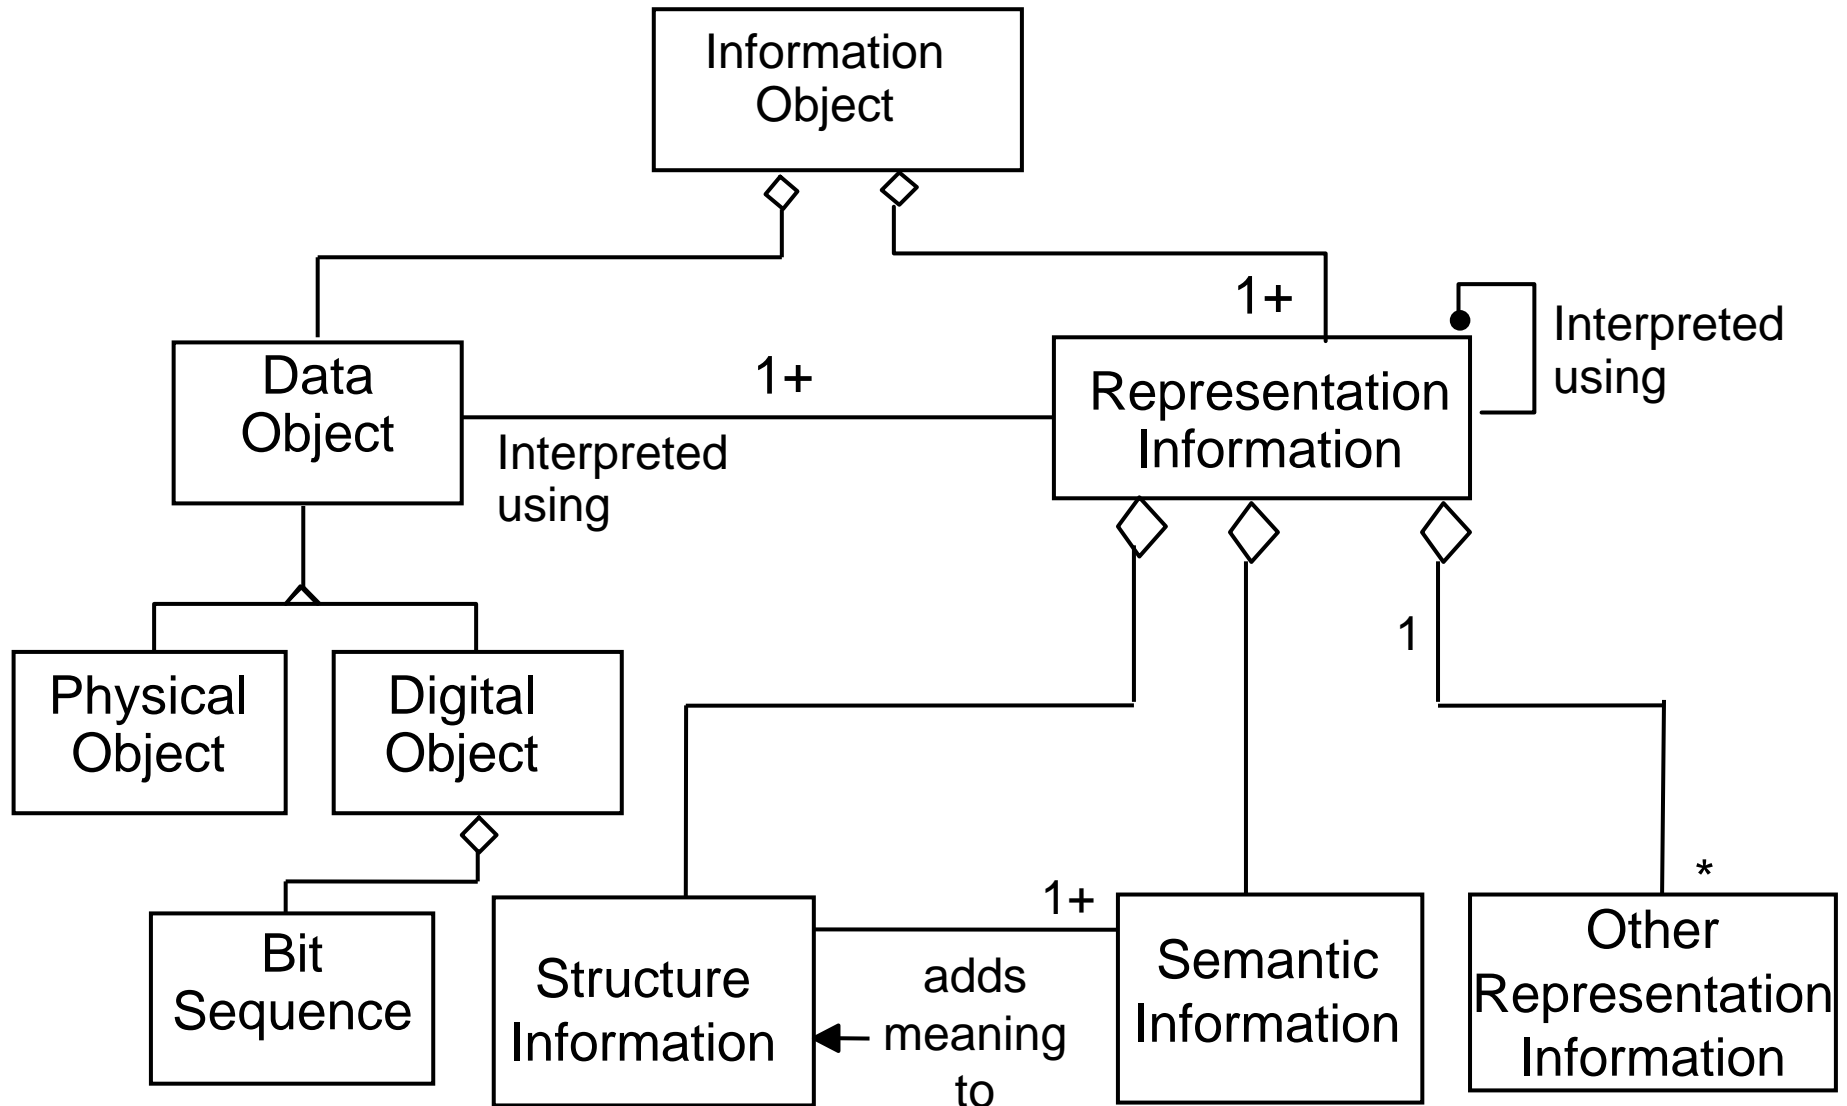 Information
Object
1+
Interpreted
using
Data
Object
1+
Interpreted
using
Representation
Information
Physical
Object
Digital
Object
1
*
Bit
Sequence
Structure
Information
1+
adds
meaning
to
Semantic
Information
Other
Representation
Information